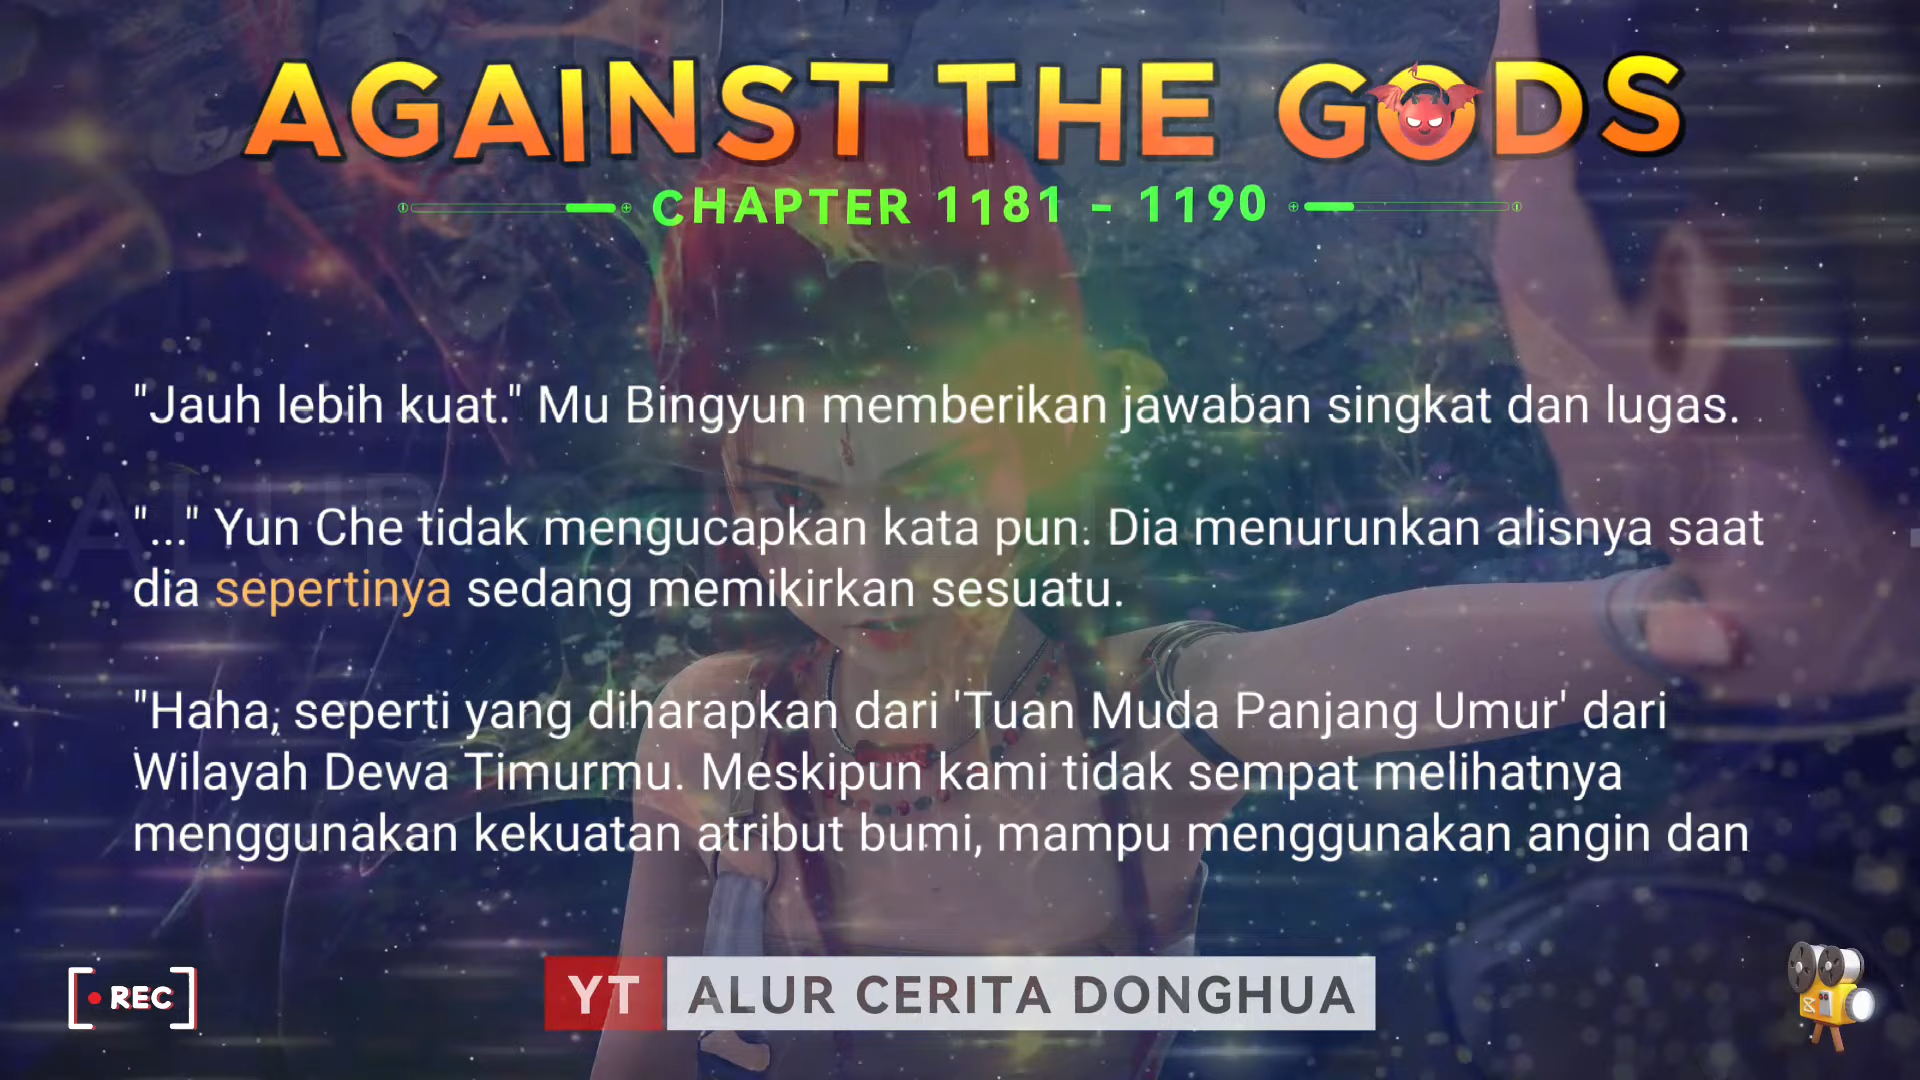 AGAINST THE GODS
CHAPTER 1181 - 1190
"Jauh lebih kuat." Mu Bingyun memberikan jawaban singkat dan lugas.
"..." Yun Che tidak mengucapkan kata pun. Dia menurunkan alisnya saat
dia sepertinya sedang memikirkan sesuatu.
"Haha, seperti yang diharapkan dari 'Tuan Muda Panjang Umur' dari
Wilayah Dewa Timurmu. Meskipun kami tidak sempat melihatnya
menggunakan kekuatan atribut bumi, mampu menggunakan angin dan
REC
YT ALUR CERITA DONGHUA